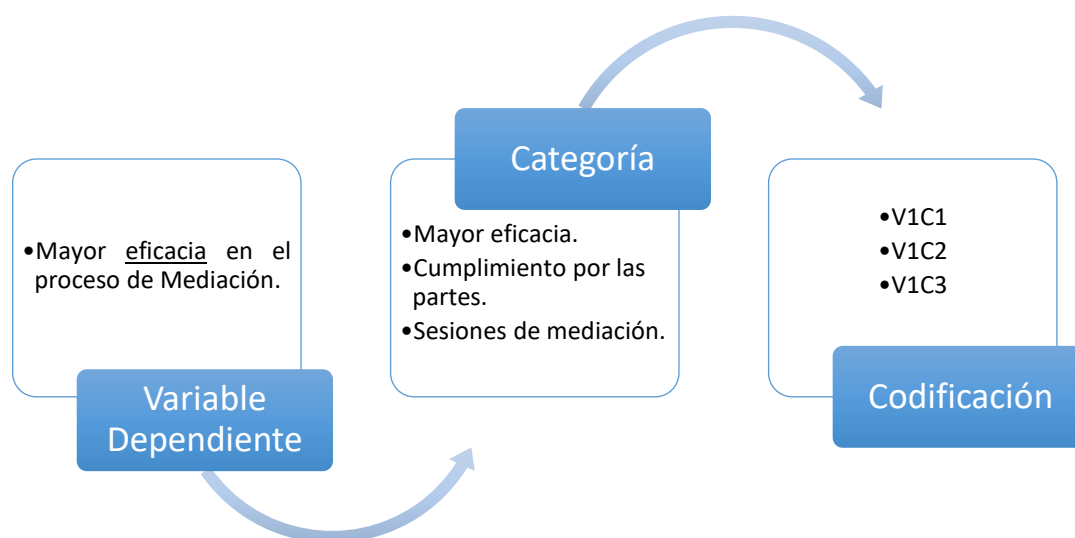 •Mayor eficacia en el
proceso de Mediación.
Variable
Dependiente
Categoría
•Mayor eficacia.
•Cumplimiento por las
partes.
•Sesiones de mediación.
•V1C1
•V1C2
•V1C3
Codificación